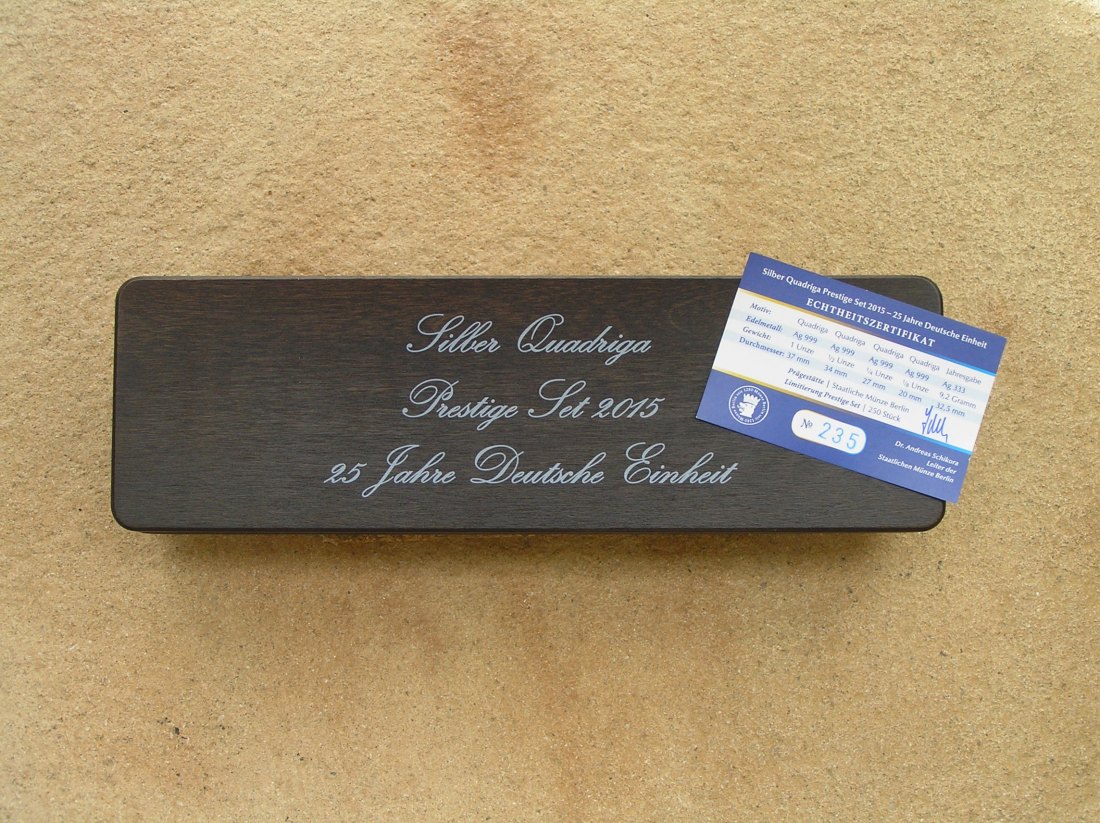 Silber Quadriga
Prestige Set 2015
25 Jahre Deutsche Einheit
Silber Quadriga Prestige Set 2015 – 25 Jahre Deutsche Einheit
ECHTHEITSZERTIFIKAT
Motiv: Quadriga Quadriga Quadriga Quadriga Jahresgabe
Edelmetall: Ag 999 Ag 999 Ag 999 Ag 999 Ag 333
Gewicht: 1 Unze ½ Unze ¼ Unze ⅛ Unze 9,2 Gramm
Durchmesser: 37 mm 34 mm 27 mm 20 mm 32,5 mm
Prägestätte | Staatliche Münze Berlin
Limitierung Prestige Set | 250 Stück
№ 235
Dr. Andreas Schikora
Leiter der
Staatlichen Münze Berlin